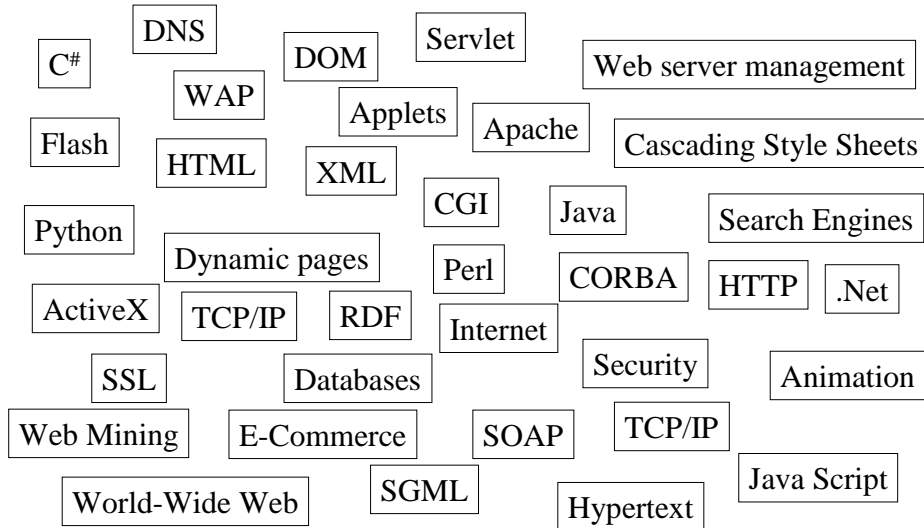 DNS
Servlet
C#
DOM
Web server management
WAP
Applets
Apache
Flash
Cascading Style Sheets
HTML
XML
CGI
Java
Search Engines
Python
Dynamic pages
Perl
CORBA
HTTP
.Net
ActiveX
TCP/IP
RDF
Internet
Security
SSL
Databases
Animation
Web Mining
E-Commerce
SOAP
TCP/IP
Java Script
World-Wide Web
SGML
Hypertext